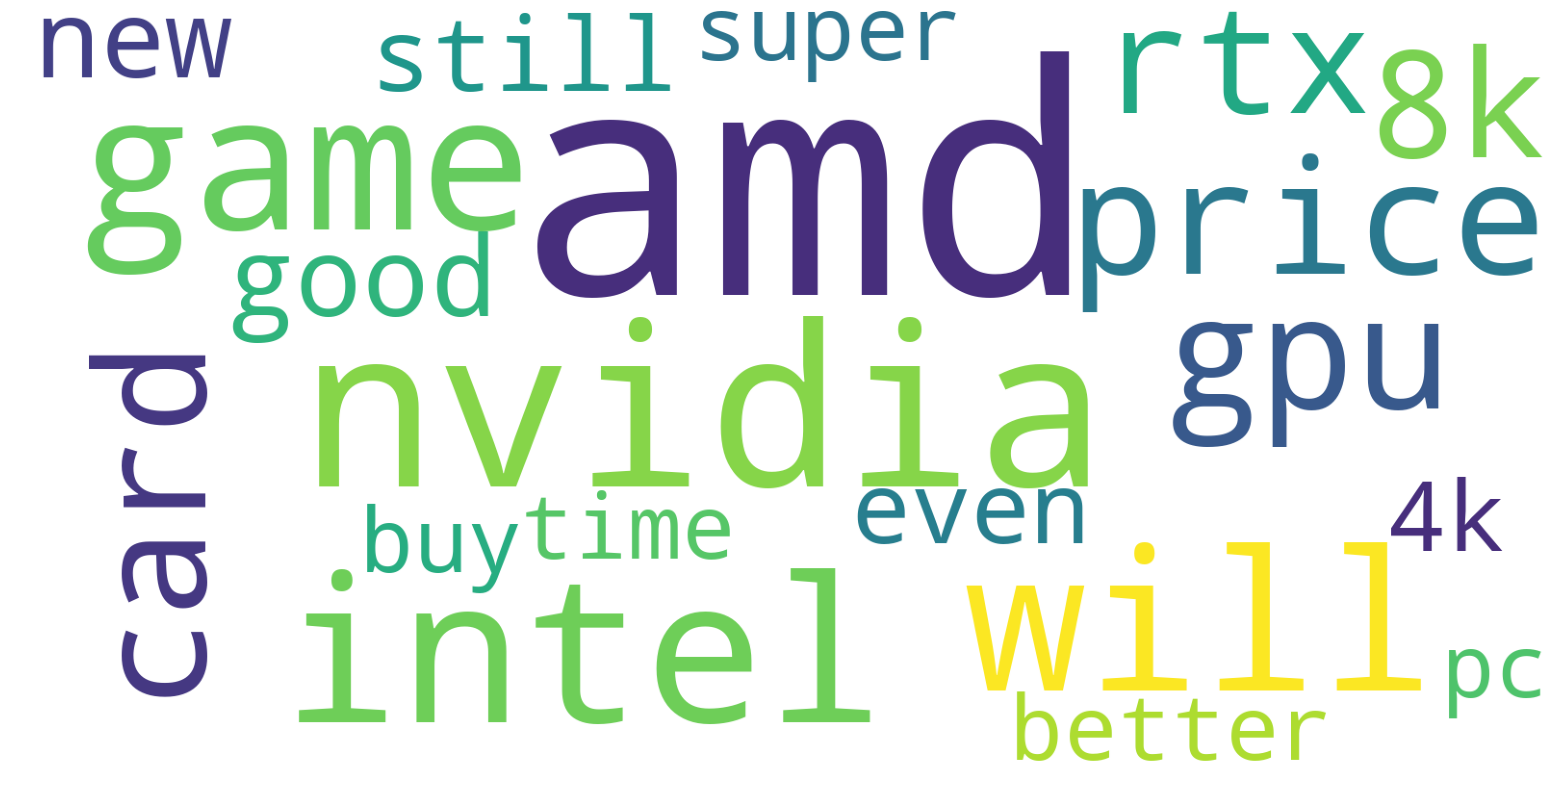 new
still
super
rtx
8k
game
amd
price
good
nvidia
gpu
card
buy
time
even
4k
intel
will
pc
better